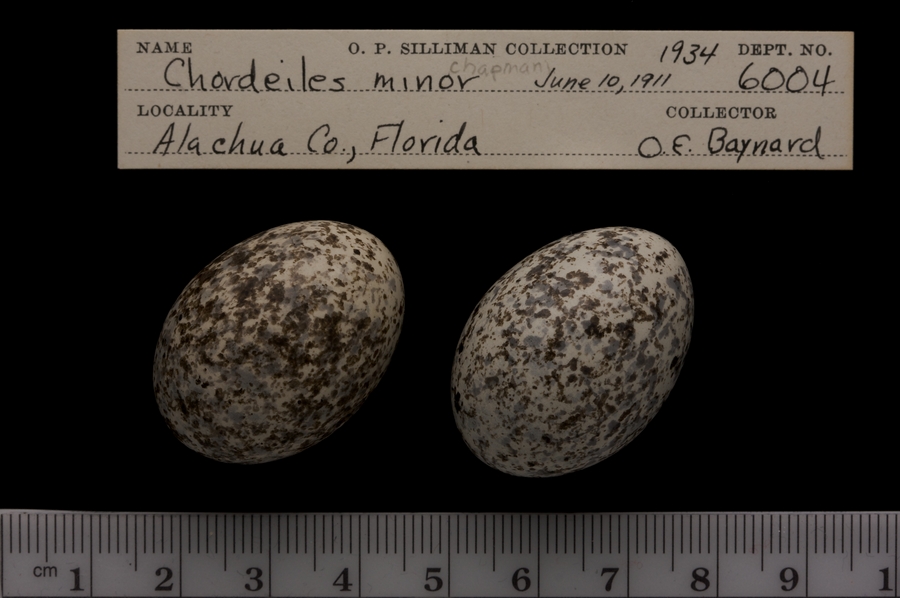 NAME O. P. SILLIMAN COLLECTION 1934 DEPT. NO.
chapmani
Chordeiles minor June 10, 1911 6004
LOCALITY COLLECTOR
Alachua Co., Florida O.E. Baynard
cm 1 2 3 4 5 6 7 8 9 1